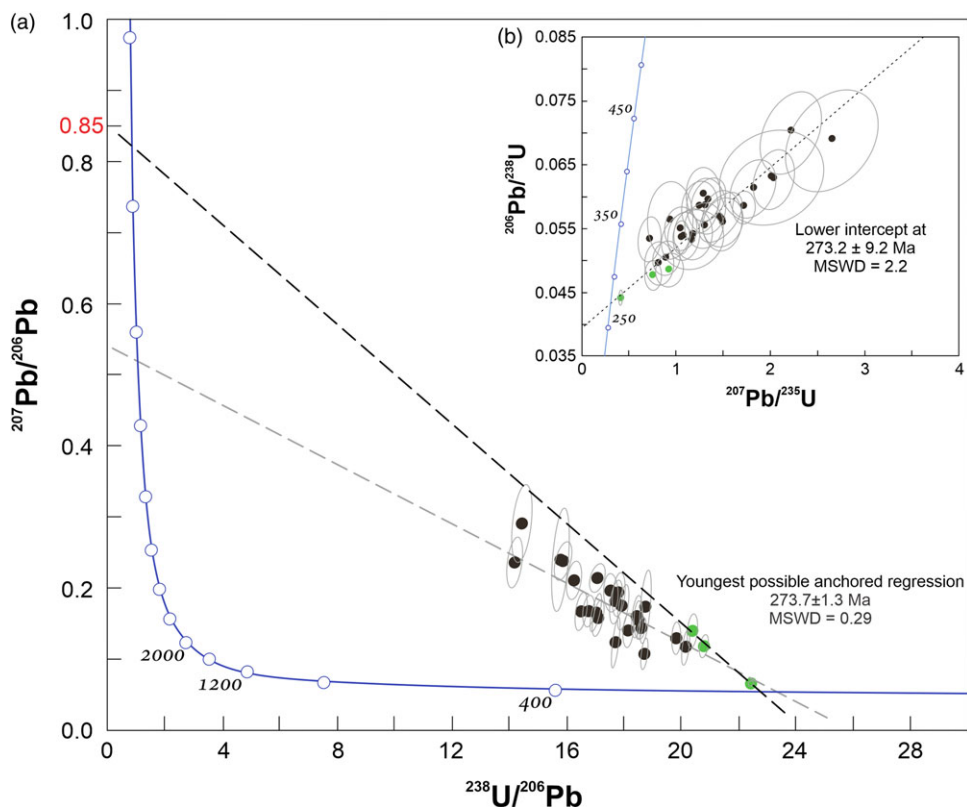 (a)
1.0
0.85
0.8
0.6
0.4
0.2
0.0
²⁰⁷Pb/²⁰⁶Pb
2000
1200
400
0
4
8
12
16
20
24
28
²³⁸U/²⁰⁶Pb
Youngest possible anchored regression
273.7±1.3 Ma
MSWD = 0.29
(b)
0.085
0.075
0.065
0.055
0.045
0.035
²⁰⁶Pb/²³⁸U
450
350
250
Lower intercept at
273.2 ± 9.2 Ma
MSWD = 2.2
0
1
2
3
4
²⁰⁷Pb/²³⁵U